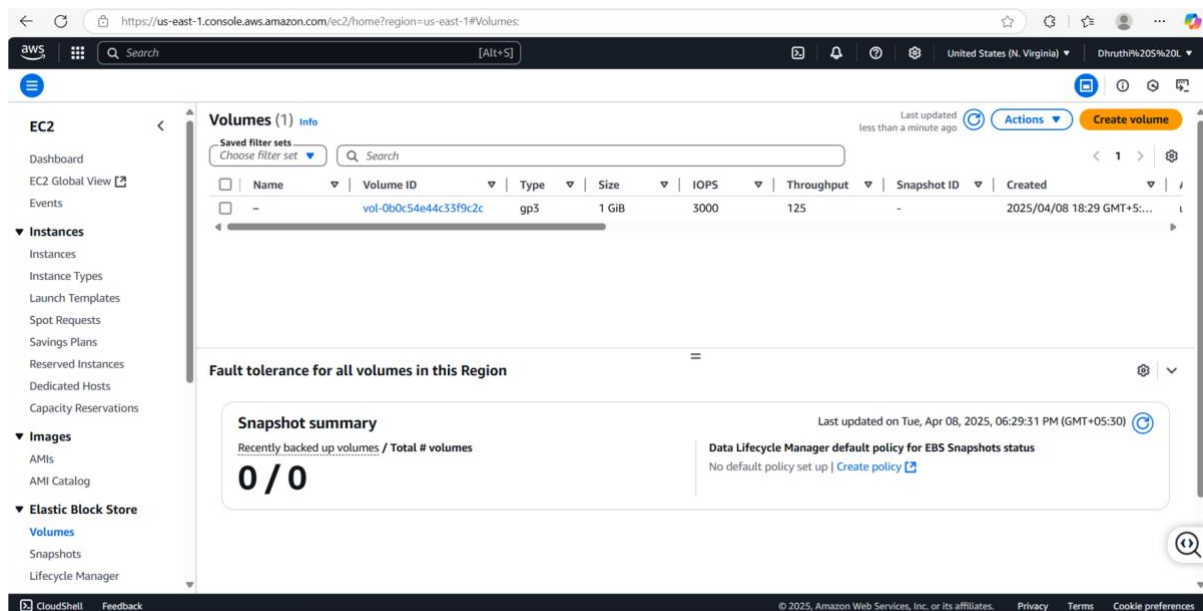 https://us-east-1.console.aws.amazon.com/ec2/home?region=us-east-1#Volumes:
aws Search [Alt+S] United States (N. Virginia) Dhruthi%20S%20L
EC2
Dashboard
EC2 Global View
Events
Instances
Instances
Instance Types
Launch Templates
Spot Requests
Savings Plans
Reserved Instances
Dedicated Hosts
Capacity Reservations
Images
AMIs
AMI Catalog
Elastic Block Store
Volumes
Snapshots
Lifecycle Manager
Volumes (1) Info
Last updated
less than a minute ago
Actions
Create volume
Saved filter sets
Choose filter set
Search
1
Name Volume ID Type Size IOPS Throughput Snapshot ID Created
– vol-0b0c54e44c33f9c2c gp3 1 GiB 3000 125 - 2025/04/08 18:29 GMT+5:...
Fault tolerance for all volumes in this Region
Snapshot summary
Last updated on Tue, Apr 08, 2025, 06:29:31 PM (GMT+05:30)
Recently backed up volumes / Total # volumes
0 / 0
Data Lifecycle Manager default policy for EBS Snapshots status
No default policy set up | Create policy
CloudShell Feedback © 2025, Amazon Web Services, Inc. or its affiliates. Privacy Terms Cookie preferences